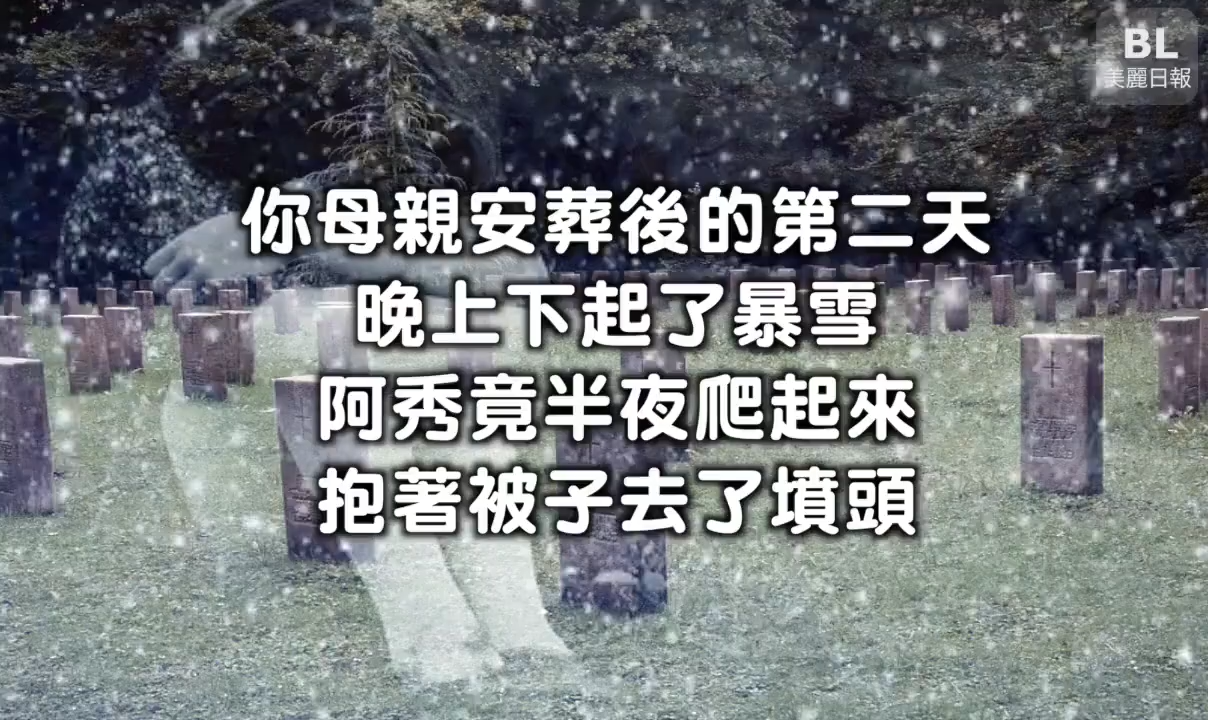 BL
美麗日報
你母親安葬後的第二天
晚上下起了暴雪
阿秀竟半夜爬起來
抱著被子去了墳頭